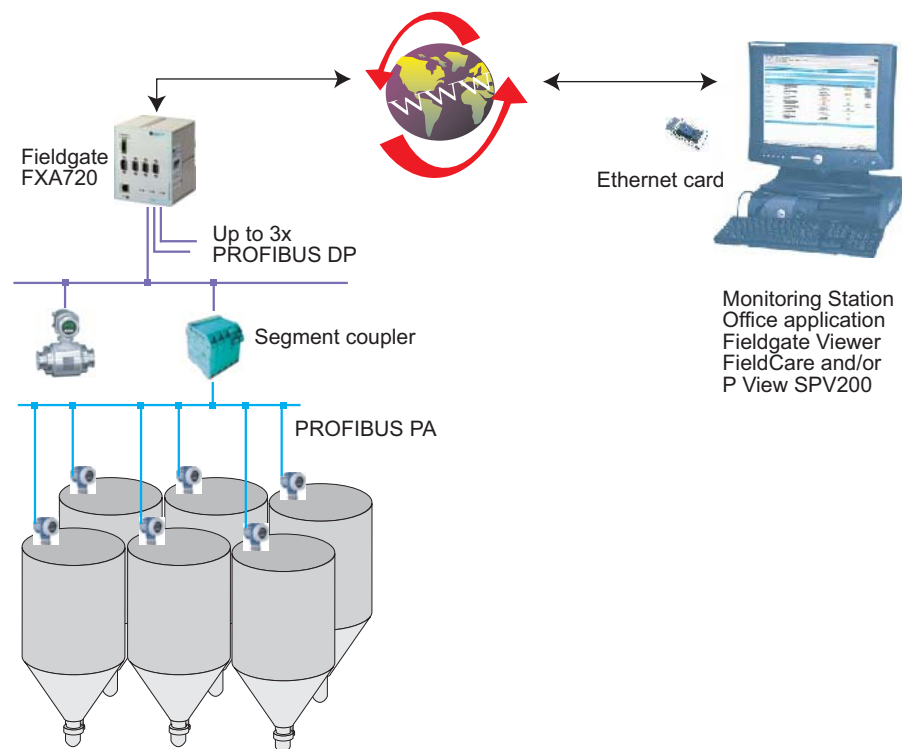 WWW
Fieldgate
FXA720
Ethernet card
Up to 3x
PROFIBUS DP
Segment coupler
Monitoring Station
Office application
Fieldgate Viewer
FieldCare and/or
P View SPV200
PROFIBUS PA